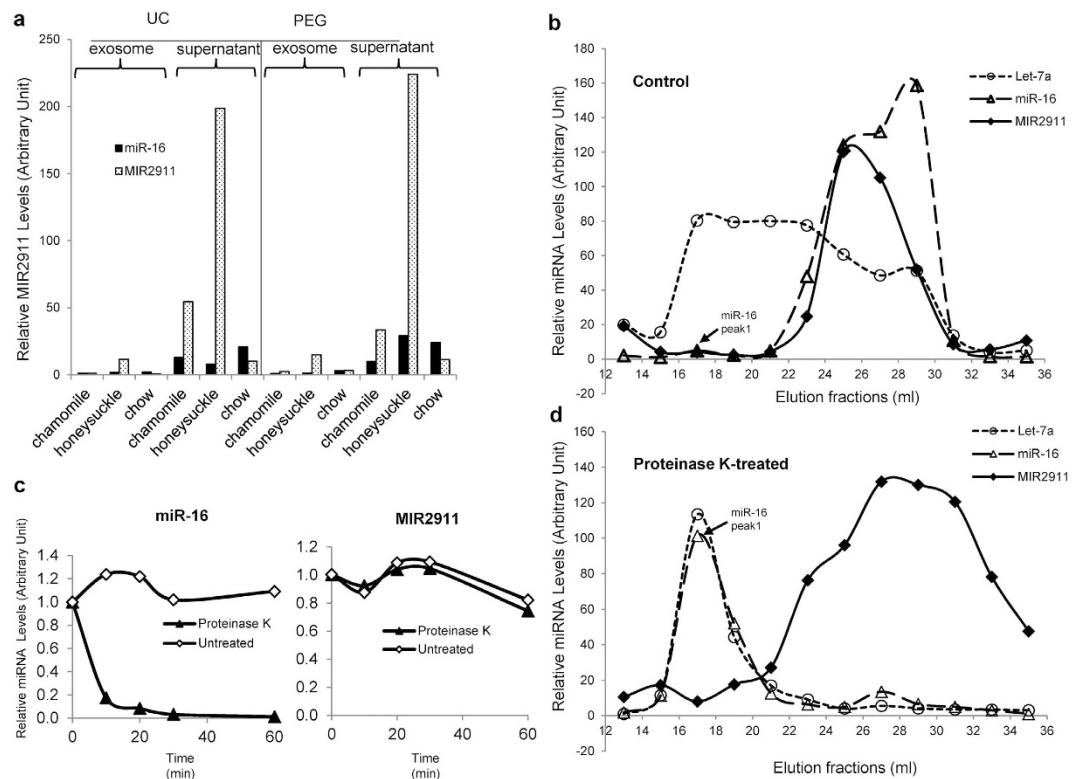 a
UC
PEG
exosome
supernatant
exosome
supernatant
250
200
150
100
50
0
Relative MIR2911 Levels (Arbitrary Unit)
miR-16
MIR2911
chamomile
honeysuckle
chow
chamomile
honeysuckle
chow
chamomile
honeysuckle
chow
chamomile
honeysuckle
chow
b
Control
Let-7a
miR-16
MIR2911
180
160
140
120
100
80
60
40
20
0
-20
Relative miRNA Levels (Arbitrary Unit)
miR-16
peak1
12 14 16 18 20 22 24 26 28 30 32 34 36
Elution fractions (ml)
c
miR-16
1.4
1.2
1.0
0.8
0.6
0.4
0.2
0.0
Relative miRNA Levels (Arbitrary Unit)
Proteinase K
Untreated
0 20 40 60
Time
(min)
MIR2911
1.2
1.0
0.8
0.6
0.4
0.2
0.0
Proteinase K
Untreated
0 20 40 60
Time
(min)
d
Proteinase K-treated
Let-7a
miR-16
MIR2911
180
160
140
120
100
80
60
40
20
0
-20
Relative miRNA Levels (Arbitrary Unit)
miR-16
peak1
12 14 16 18 20 22 24 26 28 30 32 34 36
Elution fractions (ml)